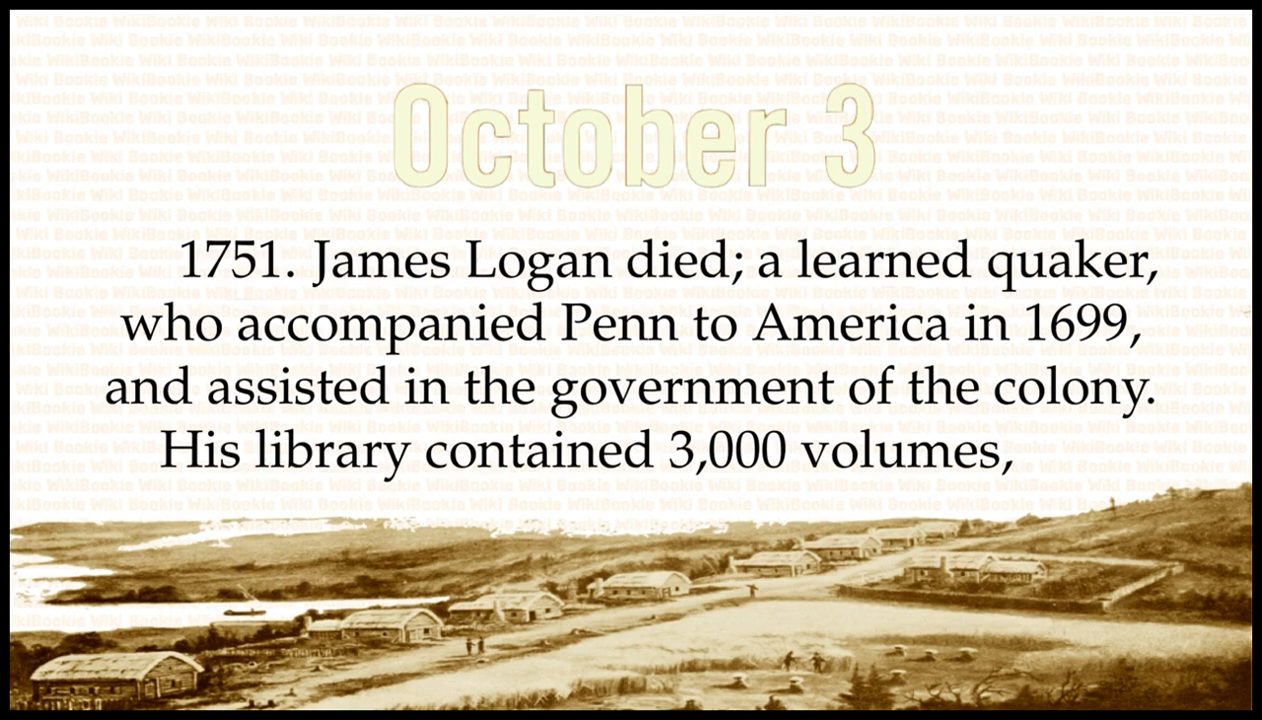 October 3
1751. James Logan died; a learned quaker,
who accompanied Penn to America in 1699,
and assisted in the government of the colony.
His library contained 3,000 volumes,